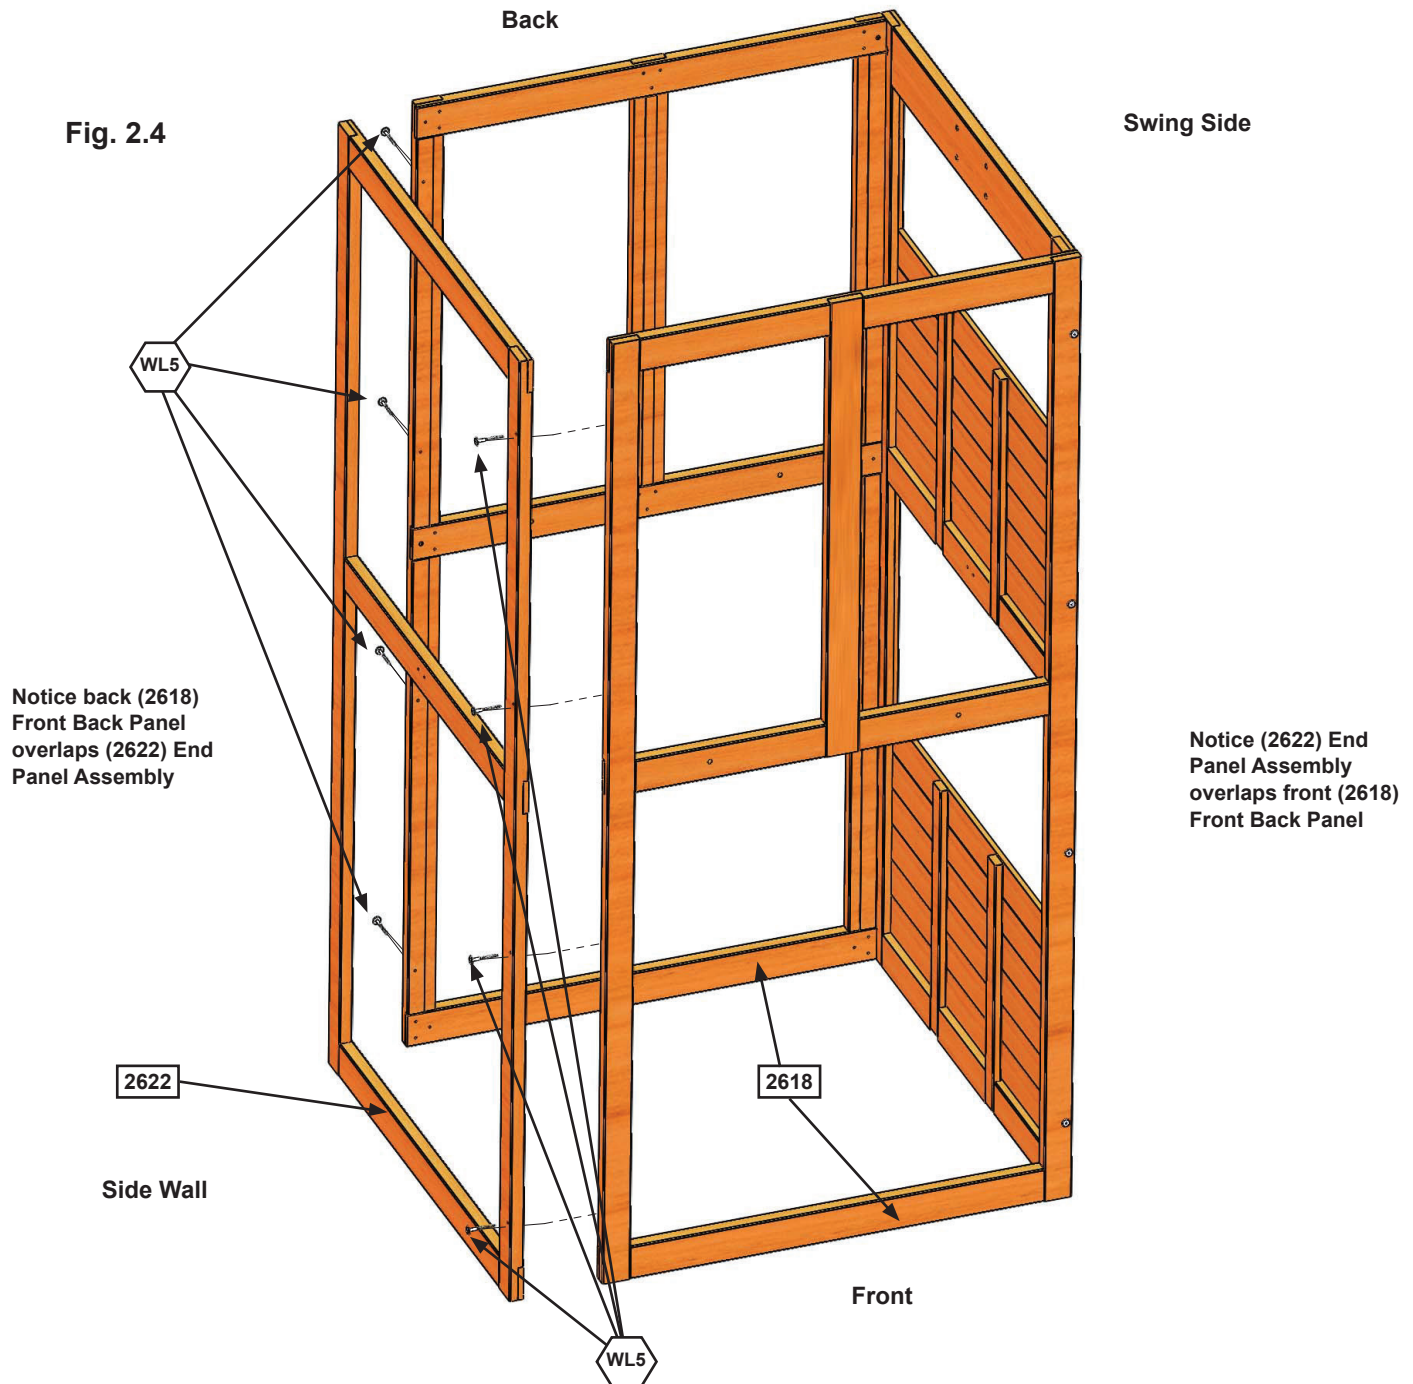 Back
Swing Side
Fig. 2.4
WL5
Notice back (2618)
Front Back Panel
overlaps (2622) End
Panel Assembly
Notice (2622) End
Panel Assembly
overlaps front (2618)
Front Back Panel
2622
2618
Side Wall
Front
WL5